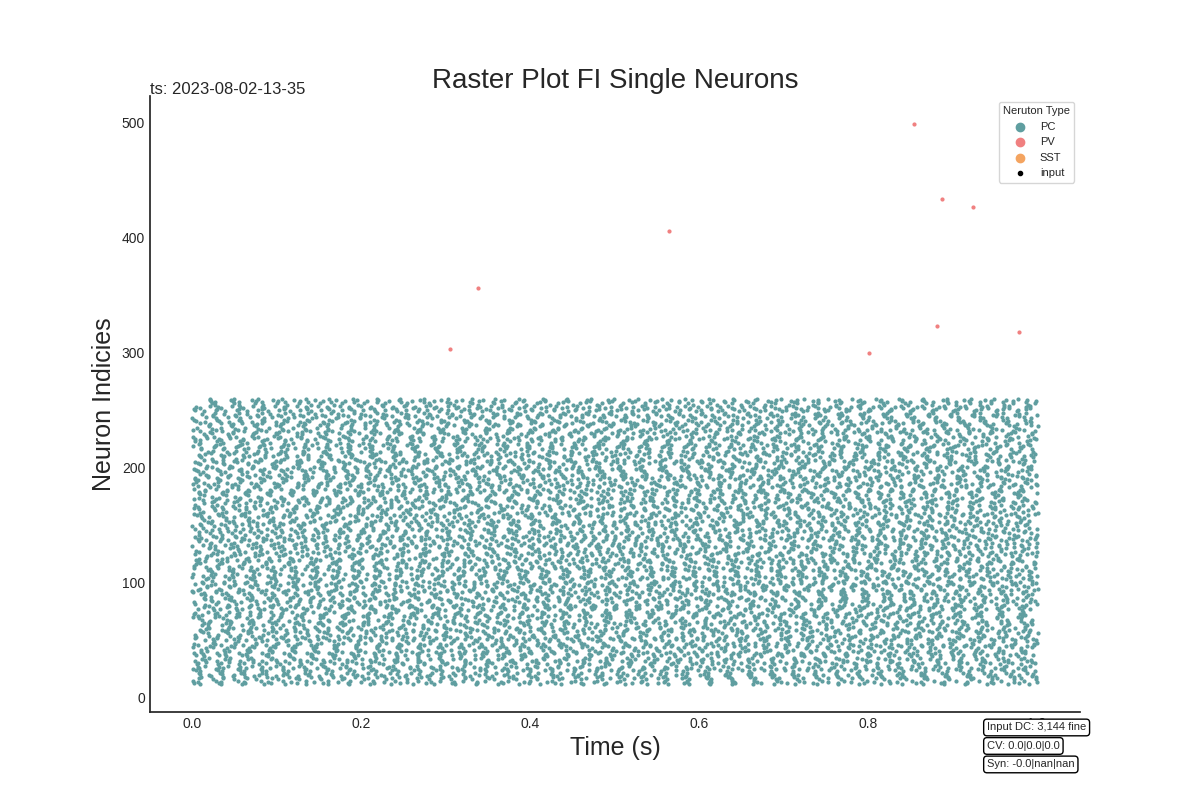 Raster Plot FI Single Neurons
ts: 2023-08-02-13-35
Neruton Type
PC
PV
SST
input
500
400
300
200
100
0
Neuron Indicies
0.0 0.2 0.4 0.6 0.8
Time (s)
Input DC: 3,144 fine
CV: 0.0|0.0|0.0
Syn: -0.0|nan|nan